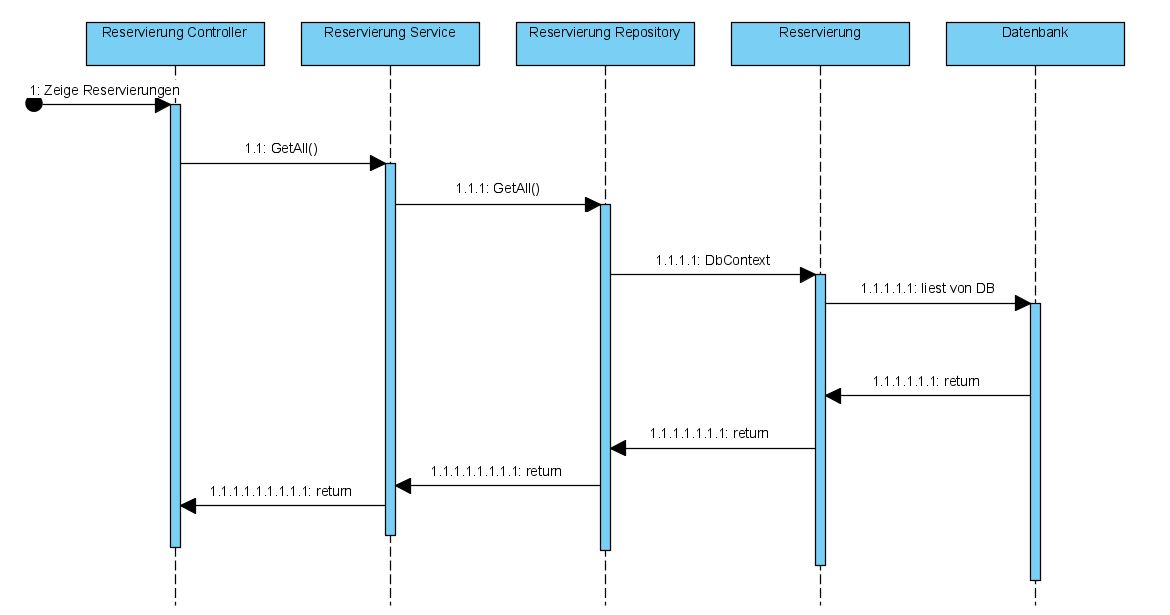 Reservierung Controller
Reservierung Service
Reservierung Repository
Reservierung
Datenbank
1: Zeige Reservierungen
1.1: GetAll()
1.1.1: GetAll()
1.1.1.1: DbContext
1.1.1.1.1: liest von DB
1.1.1.1.1.1: return
1.1.1.1.1.1.1: return
1.1.1.1.1.1.1.1: return
1.1.1.1.1.1.1.1.1: return